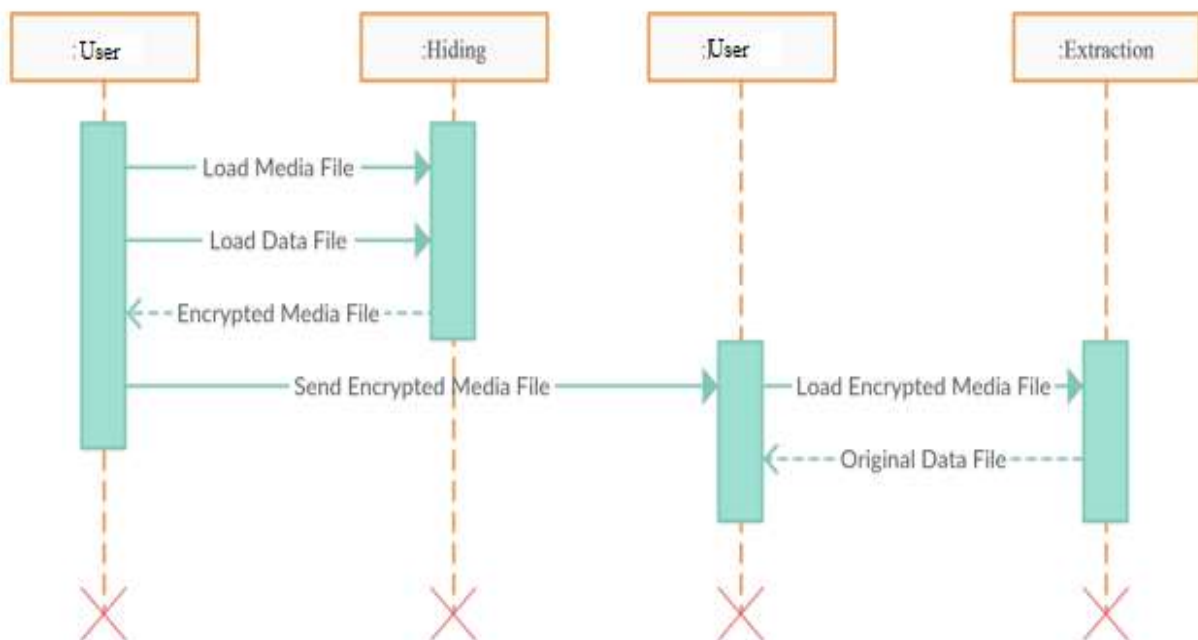 :User
:Hiding
:User
:Extraction
Load Media File
Load Data File
Encrypted Media File
Send Encrypted Media File
Load Encrypted Media File
Original Data File